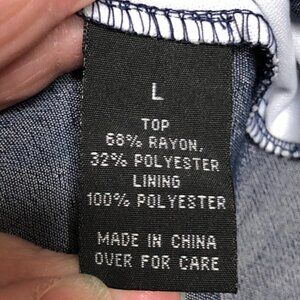 L
TOP
68% RAYON,
32% POLYESTER
LINING
100% POLYESTER
MADE IN CHINA
OVER FOR CARE